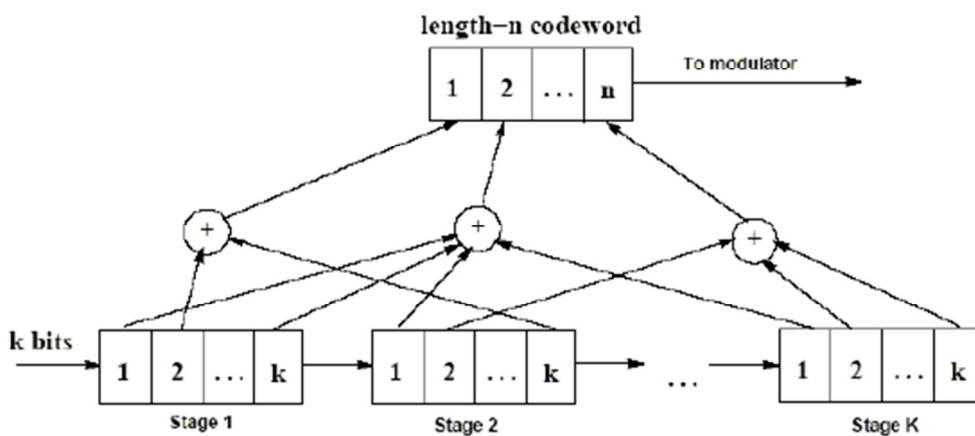 length-n codeword
1 2 ... n
To modulator
+ + +
k bits
1 2 ... k
1 2 ... k
...
1 2 ... k
Stage 1
Stage 2
Stage K